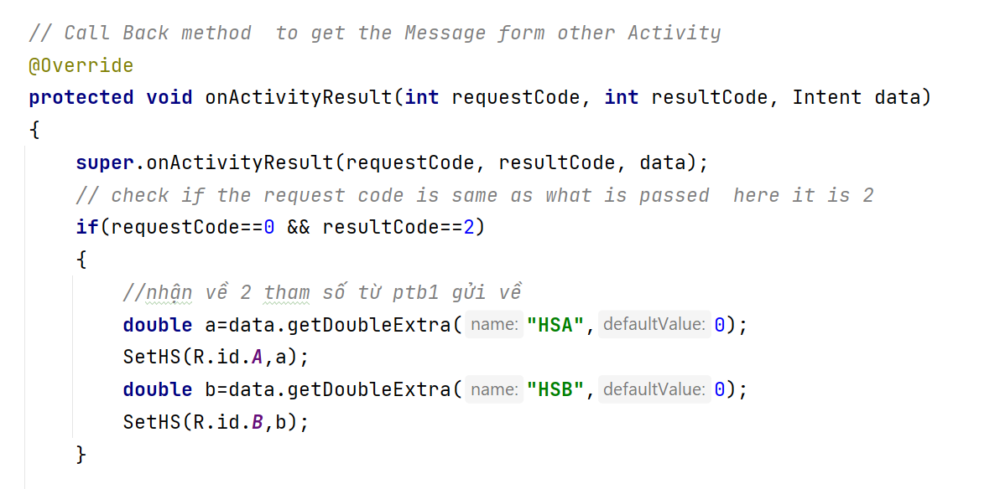 // Call Back method  to get the Message form other Activity
@Override
protected void onActivityResult(int requestCode, int resultCode, Intent data)
{
super.onActivityResult(requestCode, resultCode, data);
// check if the request code is same as what is passed  here it is 2
if(requestCode==0 && resultCode==2)
{
//nhận về 2 tham số từ ptb1 gửi về
double a=data.getDoubleExtra( name: "HSA", defaultValue: 0);
SetHS(R.id.A,a);
double b=data.getDoubleExtra( name: "HSB", defaultValue: 0);
SetHS(R.id.B,b);
}